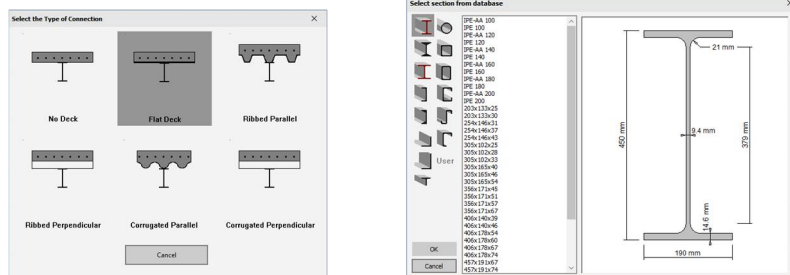 Select the Type of Connection
No Deck
Flat Deck
Ribbed Parallel
Ribbed Perpendicular
Corrugated Parallel
Corrugated Perpendicular
Cancel
Select section from database
IPE-AA 100
IPE 100
IPE-AA 120
IPE 120
IPE-AA 140
IPE 140
IPE-AA 160
IPE 160
IPE-AA 180
IPE 180
IPE-AA 200
IPE 200
203x133x25
203x133x30
254x146x31
254x146x37
254x146x43
305x102x25
305x102x28
305x102x33
305x165x40
305x165x46
305x165x54
356x171x45
356x171x51
356x171x57
356x171x67
406x140x39
406x140x46
406x178x54
406x178x60
406x178x67
406x178x74
457x191x67
457x191x74
User
OK
Cancel
21 mm
450 mm
9.4 mm
379 mm
14.6 mm
190 mm